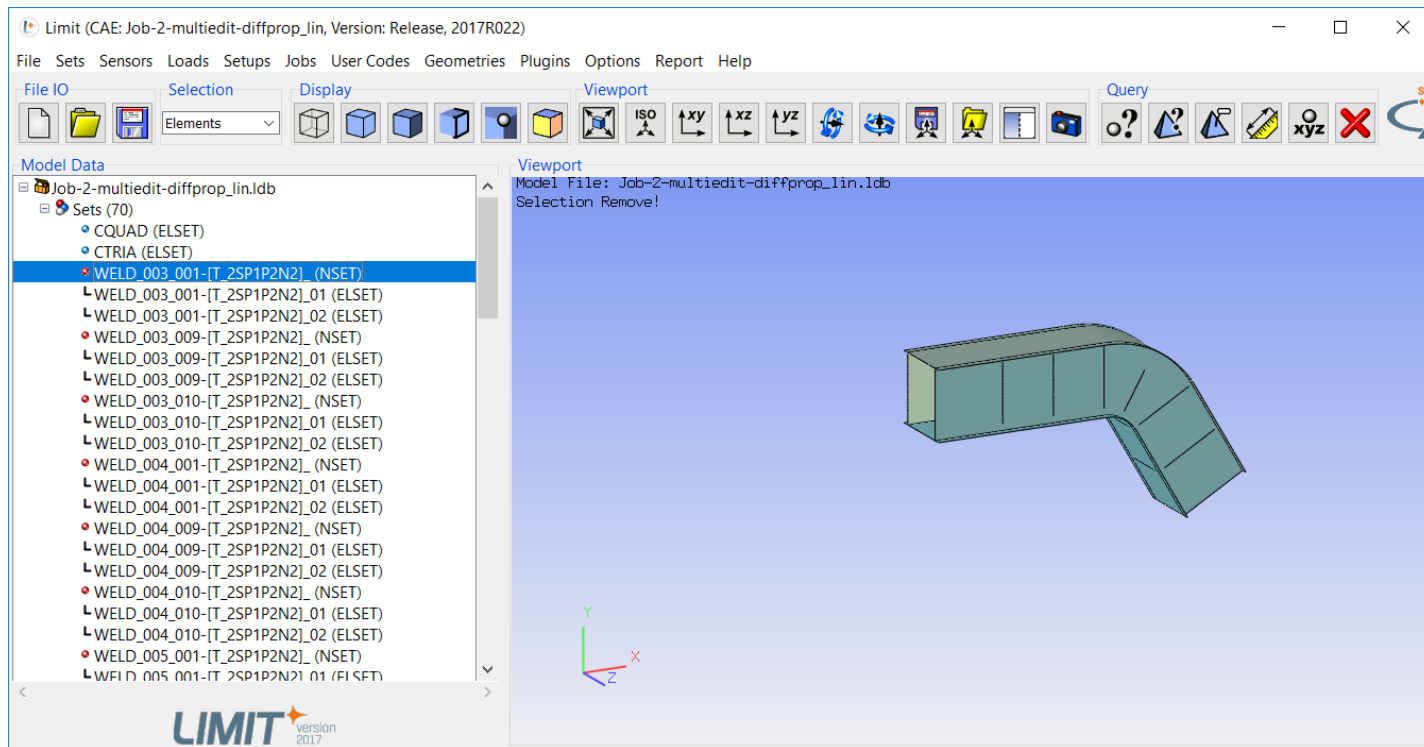 Limit (CAE: Job-2-multiedit-diffprop_lin, Version: Release, 2017R022)
File Sets Sensors Loads Setups Jobs User Codes Geometries Plugins Options Report Help
File IO Selection Display Viewport Query
Elements ISO xy xz yz ? ? xyz
Model Data
Job-2-multiedit-diffprop_lin.ldb
Sets (70)
CQUAD (ELSET)
CTRIA (ELSET)
WELD_003_001-[T_2SP1P2N2]_ (NSET)
WELD_003_001-[T_2SP1P2N2]_01 (ELSET)
WELD_003_001-[T_2SP1P2N2]_02 (ELSET)
WELD_003_009-[T_2SP1P2N2]_ (NSET)
WELD_003_009-[T_2SP1P2N2]_01 (ELSET)
WELD_003_009-[T_2SP1P2N2]_02 (ELSET)
WELD_003_010-[T_2SP1P2N2]_ (NSET)
WELD_003_010-[T_2SP1P2N2]_01 (ELSET)
WELD_003_010-[T_2SP1P2N2]_02 (ELSET)
WELD_004_001-[T_2SP1P2N2]_ (NSET)
WELD_004_001-[T_2SP1P2N2]_01 (ELSET)
WELD_004_001-[T_2SP1P2N2]_02 (ELSET)
WELD_004_009-[T_2SP1P2N2]_ (NSET)
WELD_004_009-[T_2SP1P2N2]_01 (ELSET)
WELD_004_009-[T_2SP1P2N2]_02 (ELSET)
WELD_004_010-[T_2SP1P2N2]_ (NSET)
WELD_004_010-[T_2SP1P2N2]_01 (ELSET)
WELD_004_010-[T_2SP1P2N2]_02 (ELSET)
WELD_005_001-[T_2SP1P2N2]_ (NSET)
WELD_005_001-[T_2SP1P2N2]_01 (ELSET)
LIMIT version 2017
Viewport
Model File: Job-2-multiedit-diffprop_lin.ldb
Selection Remove!
Y
X
Z